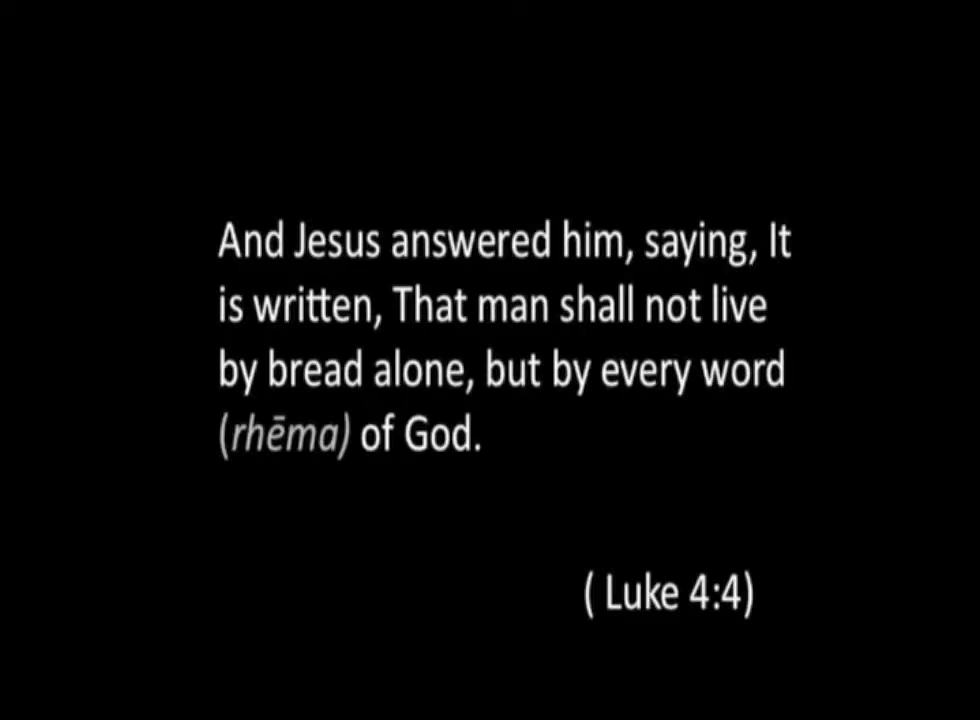 And Jesus answered him, saying, It
is written, That man shall not live
by bread alone, but by every word
(rhēma) of God.
( Luke 4:4)